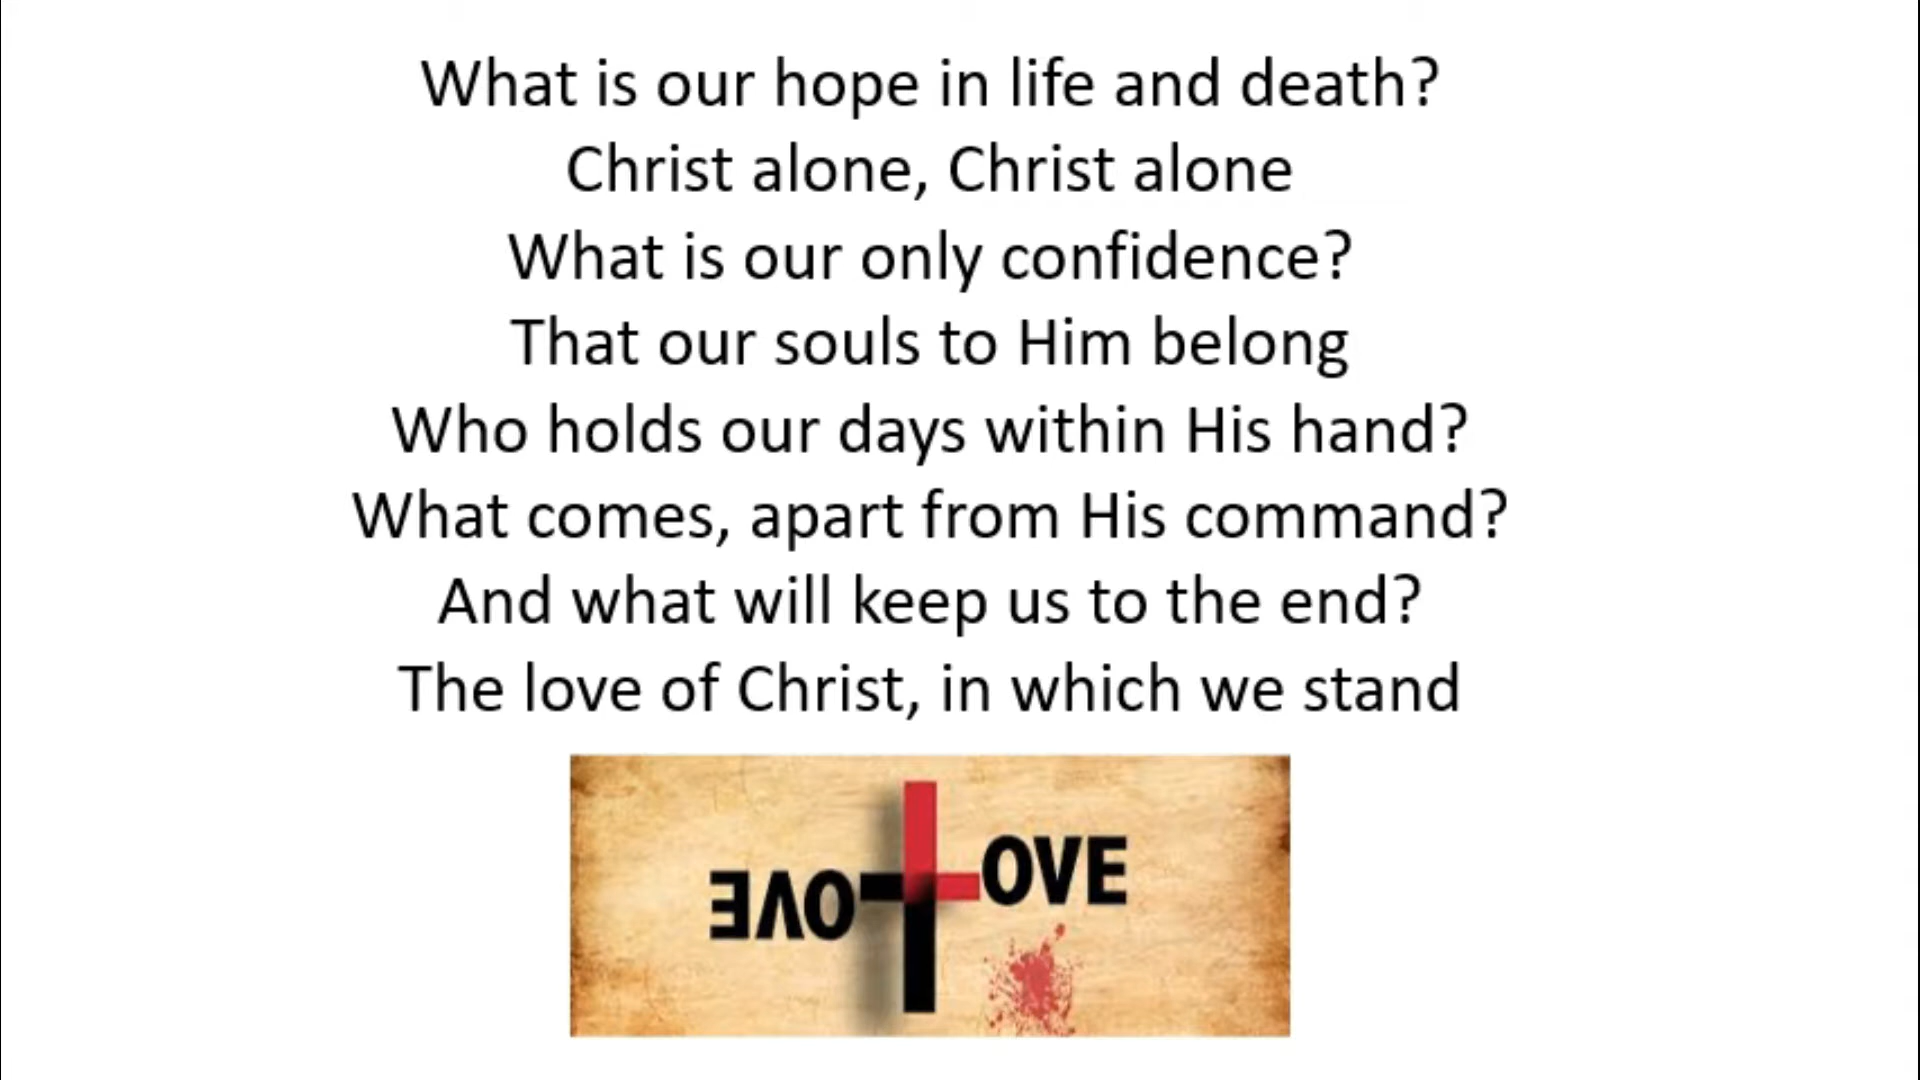 What is our hope in life and death?
Christ alone, Christ alone
What is our only confidence?
That our souls to Him belong
Who holds our days within His hand?
What comes, apart from His command?
And what will keep us to the end?
The love of Christ, in which we stand
LOVE LOVE